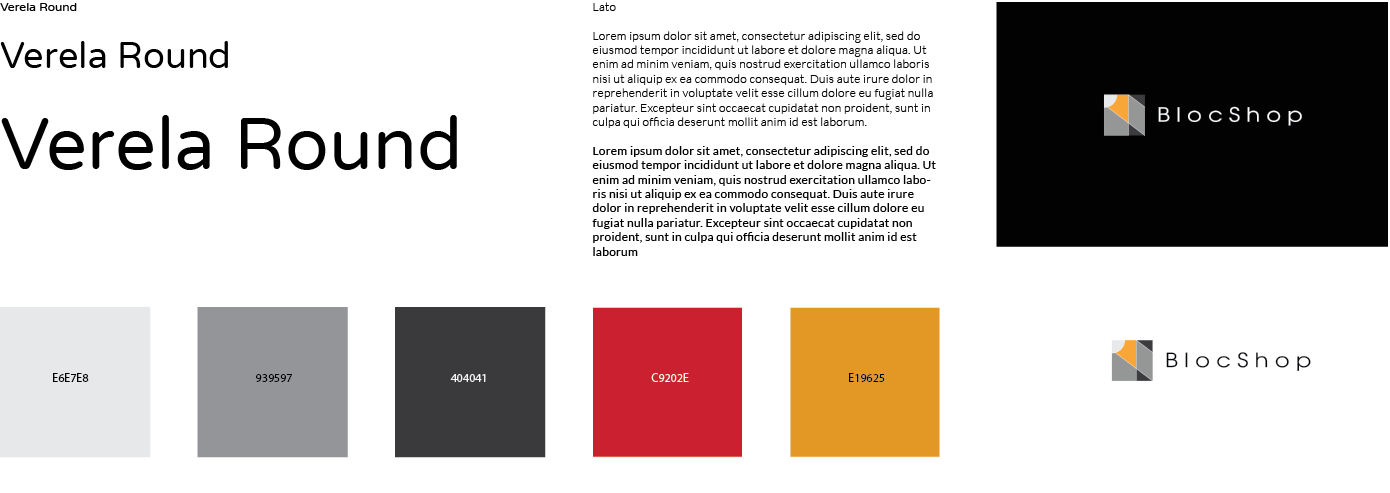 Verela Round
Verela Round
Verela Round
Lato
Lorem ipsum dolor sit amet, consectetur adipiscing elit, sed do
eiusmod tempor incididunt ut labore et dolore magna aliqua. Ut
enim ad minim veniam, quis nostrud exercitation ullamco laboris
nisi ut aliquip ex ea commodo consequat. Duis aute irure dolor in
reprehenderit in voluptate velit esse cillum dolore eu fugiat nulla
pariatur. Excepteur sint occaecat cupidatat non proident, sunt in
culpa qui officia deserunt mollit anim id est laborum.
Lorem ipsum dolor sit amet, consectetur adipiscing elit, sed do
eiusmod tempor incididunt ut labore et dolore magna aliqua. Ut
enim ad minim veniam, quis nostrud exercitation ullamco labo-
ris nisi ut aliquip ex ea commodo consequat. Duis aute irure
dolor in reprehenderit in voluptate velit esse cillum dolore eu
fugiat nulla pariatur. Excepteur sint occaecat cupidatat non
proident, sunt in culpa qui officia deserunt mollit anim id est
laborum
BlocShop
E6E7E8
939597
404041
C9202E
E19625
BlocShop